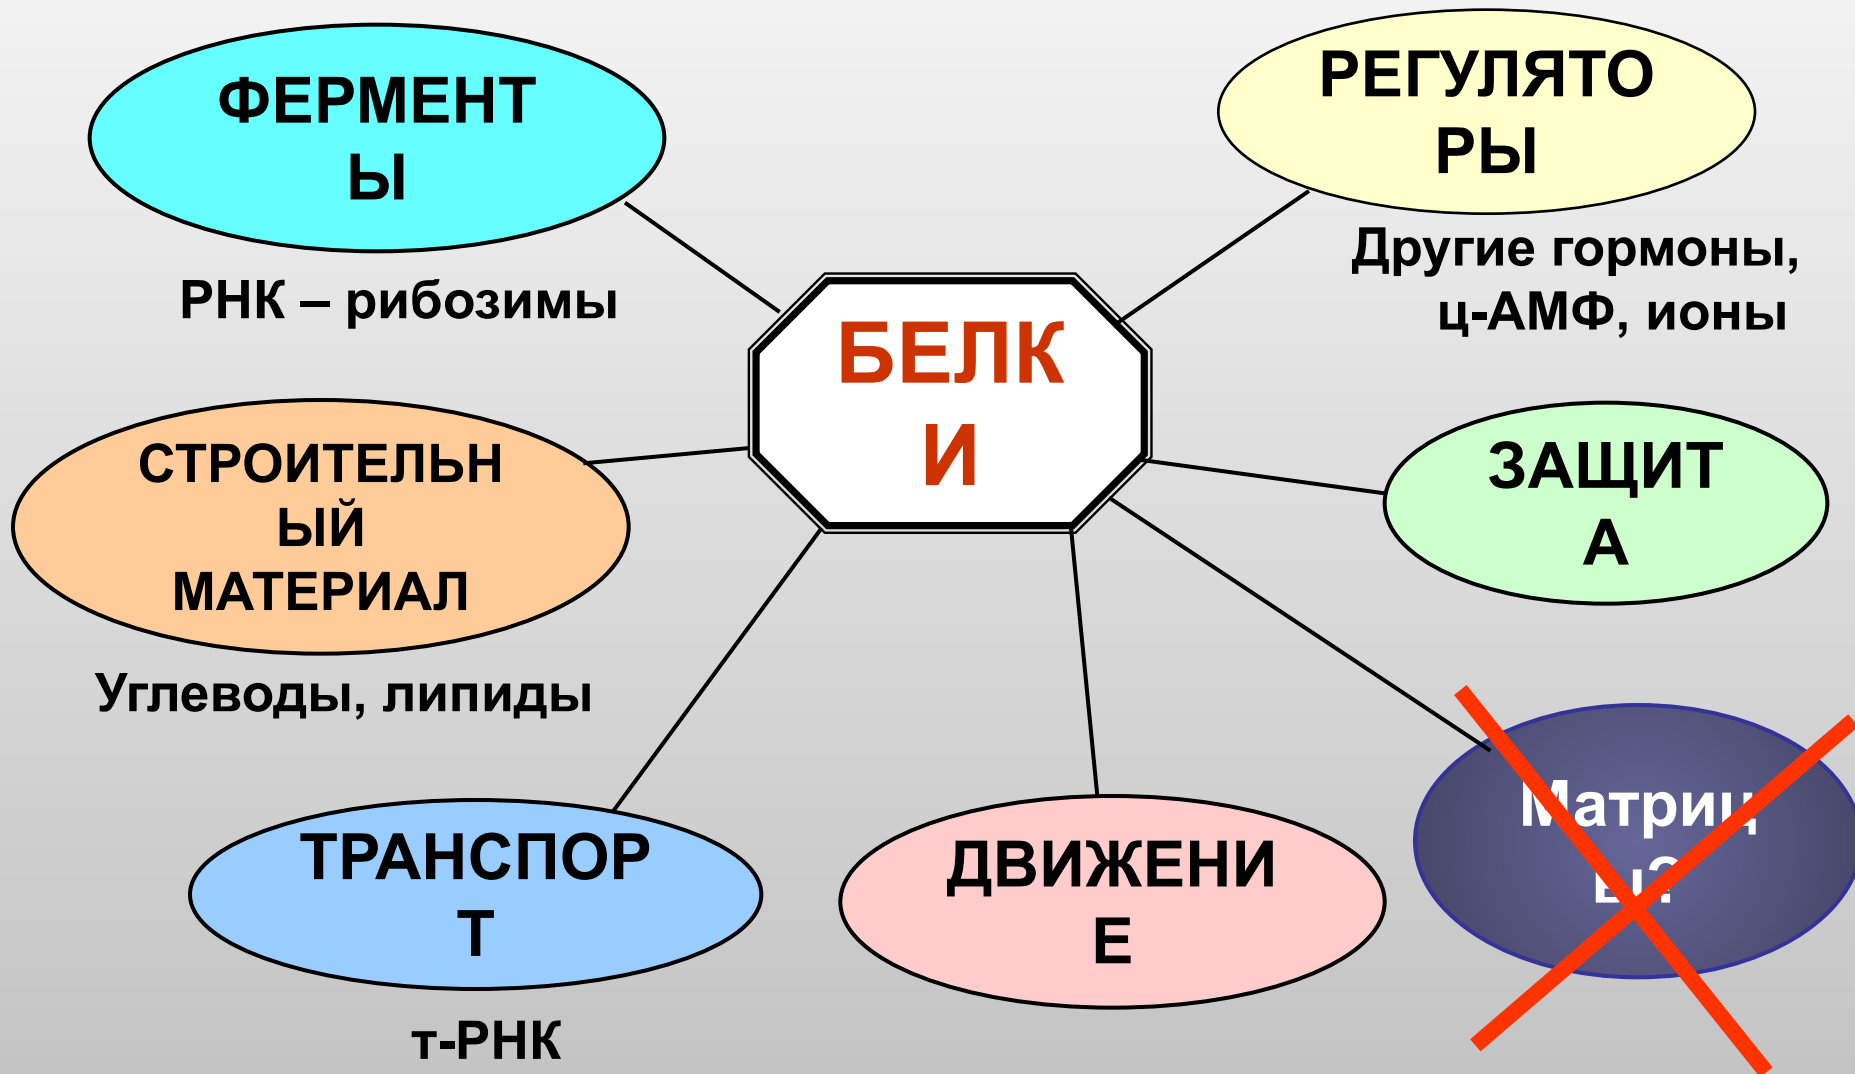 ФЕРМЕНТ
Ы
РНК – рибозимы
РЕГУЛЯТО
РЫ
Другие гормоны,
ц-АМФ, ионы
БЕЛК
И
СТРОИТЕЛЬН
ЫЙ
МАТЕРИАЛ
Углеводы, липиды
ЗАЩИТ
А
ТРАНСПОР
Т
т-РНК
ДВИЖЕНИ
Е
Матриц
ы?